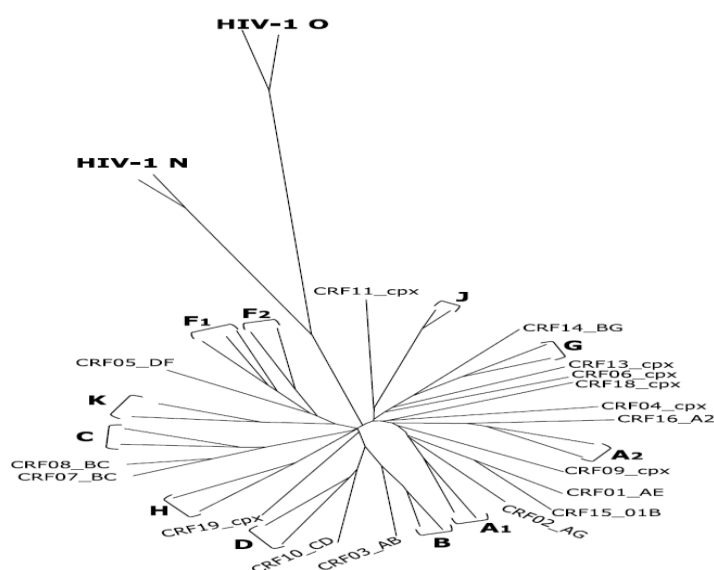 HIV-1 O
HIV-1 N
CRF11_cpx
J
F1
F2
CRF14_BG
G
CRF05_DF
CRF13_cpx
CRF06_cpx
CRF18_cpx
K
CRF04_cpx
CRF16_A2
C
A2
CRF08_BC
CRF09_cpx
CRF07_BC
CRF01_AE
H
CRF15_01B
CRF19_cpx
CRF02_AG
A1
D
B
CRF10_CD
CRF03_AB